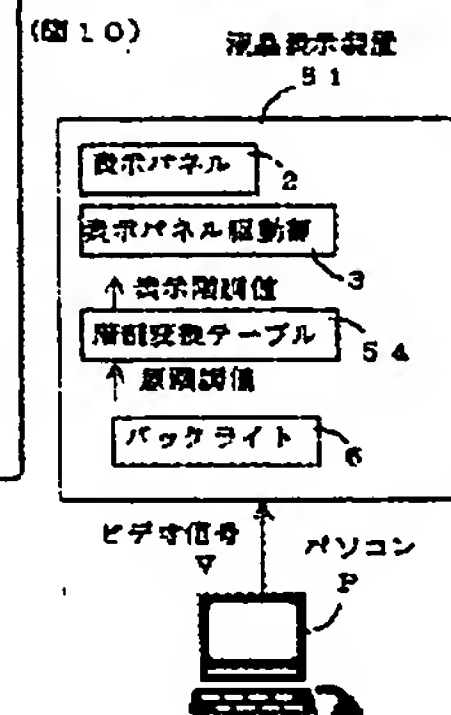 (図10)
液晶表示装置
51
表示パネル
2
表示パネル駆動部
3
表示階調値
階調変換テーブル
54
原階調値
バックライト
6
ビデオ信号
V
パソコン
P